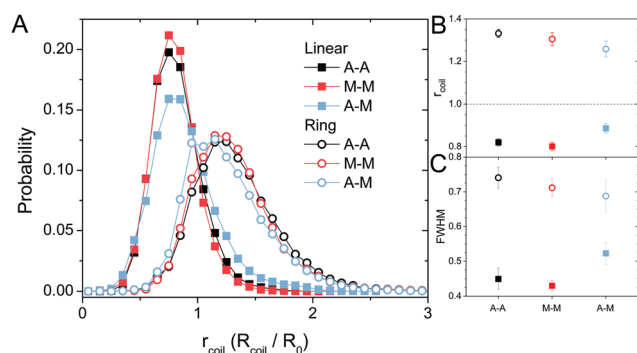 A
Probability
0.20
0.15
0.10
0.05
0.00
0 1 2 3
r_coil (R_coil / R_0)
Linear
A-A
M-M
A-M
Ring
A-A
M-M
A-M
B
r_coil
1.4
1.2
1.0
0.8
C
FWHM
0.8
0.7
0.6
0.5
0.4
A-A M-M A-M